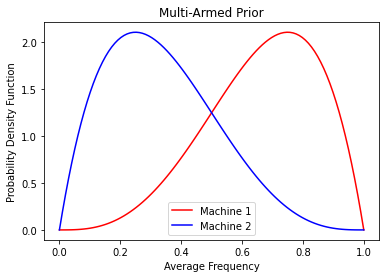 Multi-Armed Prior
Probability Density Function
2.0
1.5
1.0
0.5
0.0
Machine 1
Machine 2
0.0 0.2 0.4 0.6 0.8 1.0
Average Frequency